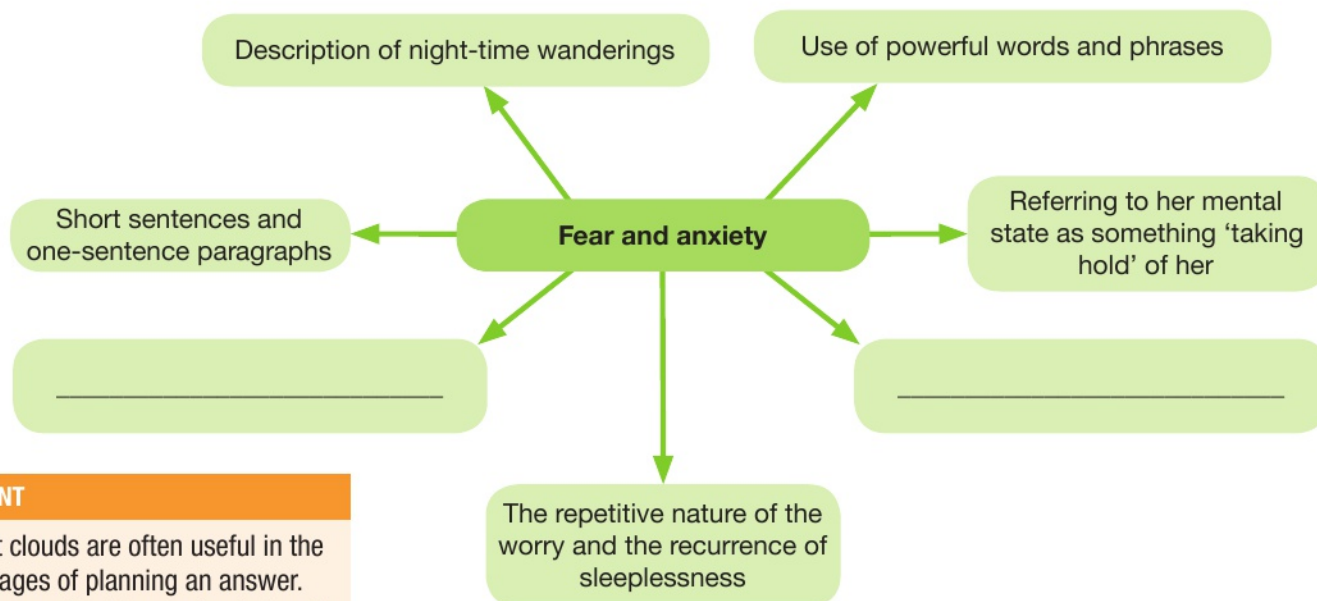 Description of night-time wanderings
Use of powerful words and phrases
Short sentences and
one-sentence paragraphs
Fear and anxiety
Referring to her mental
state as something ‘taking
hold’ of her
The repetitive nature of the
worry and the recurrence of
sleeplessness
NT
t clouds are often useful in the
ages of planning an answer.